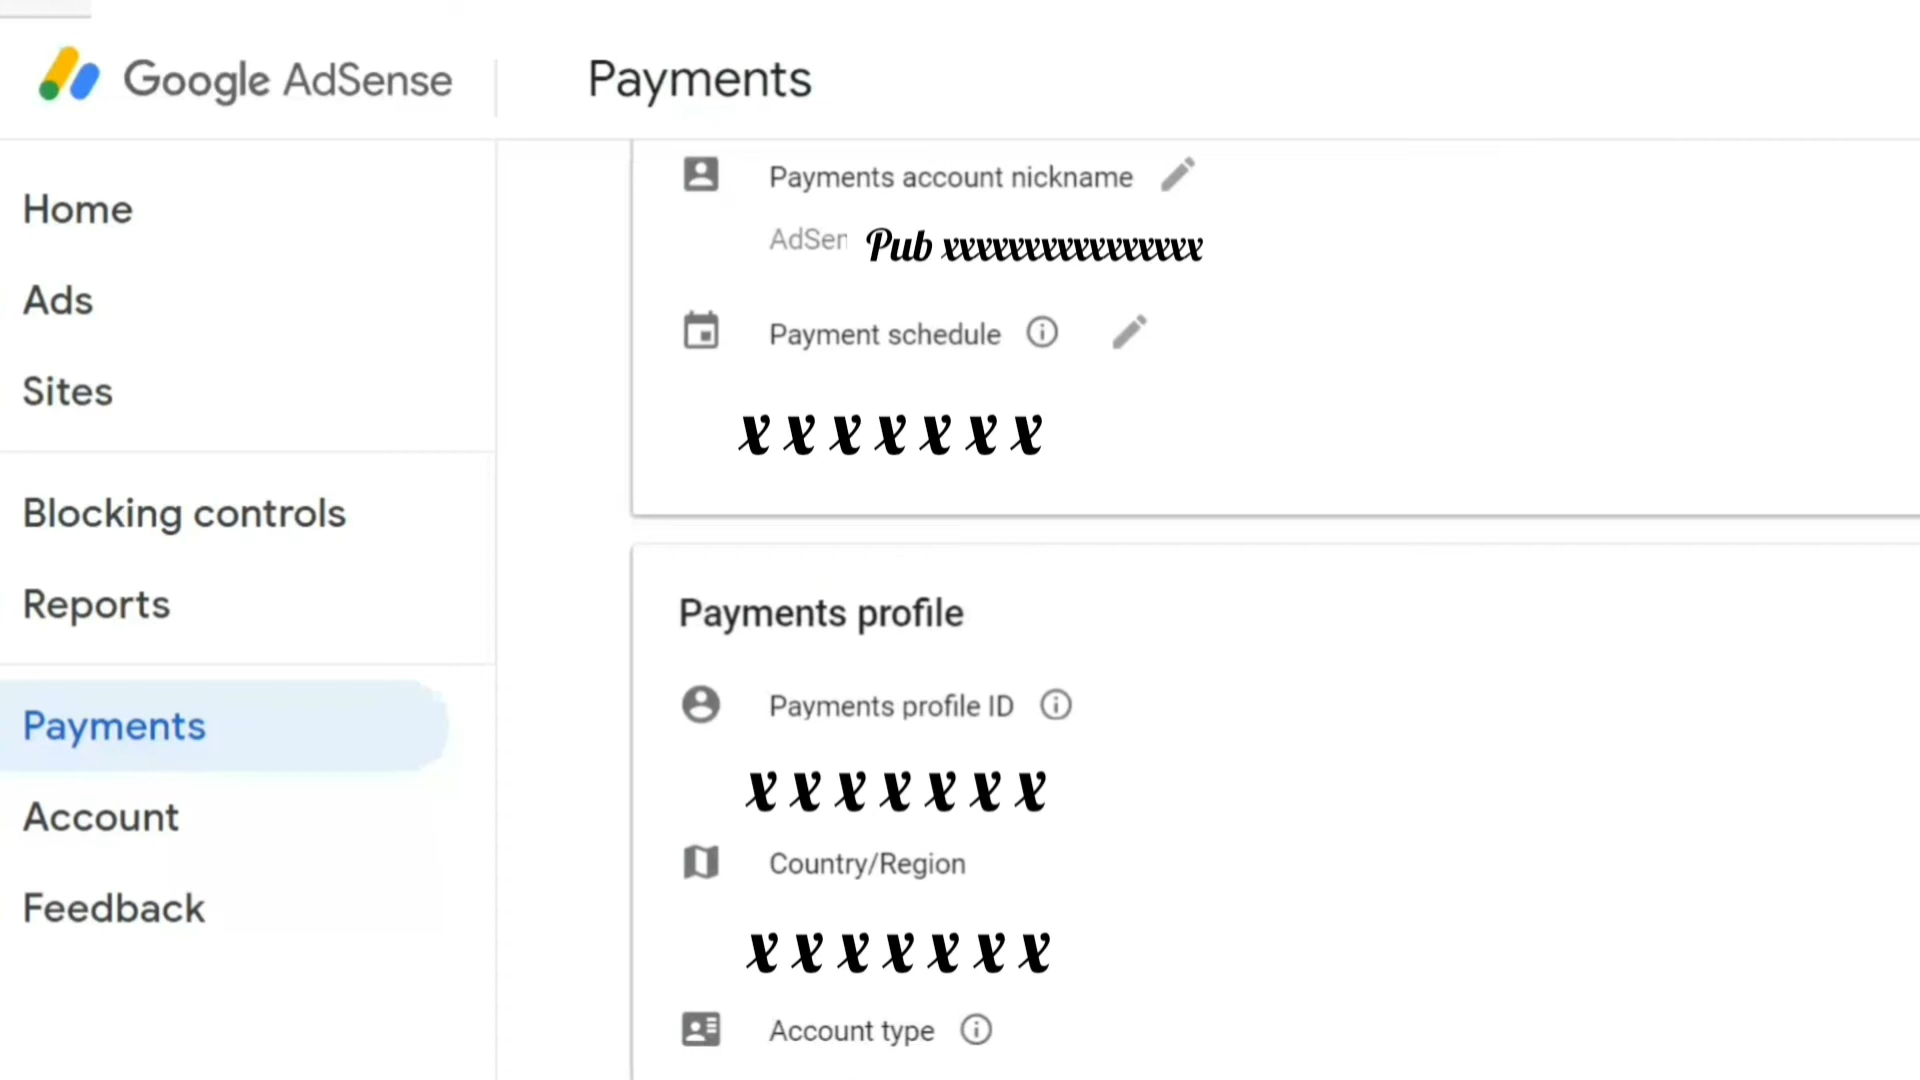 Google AdSense
Payments
Home
Ads
Sites
Blocking controls
Reports
Payments
Account
Feedback
Payments account nickname
AdSen Pub xxxxxxxxxxxxxxxx
Payment schedule
x x x x x x x
Payments profile
Payments profile ID
x x x x x x x
Country/Region
x x x x x x x
Account type